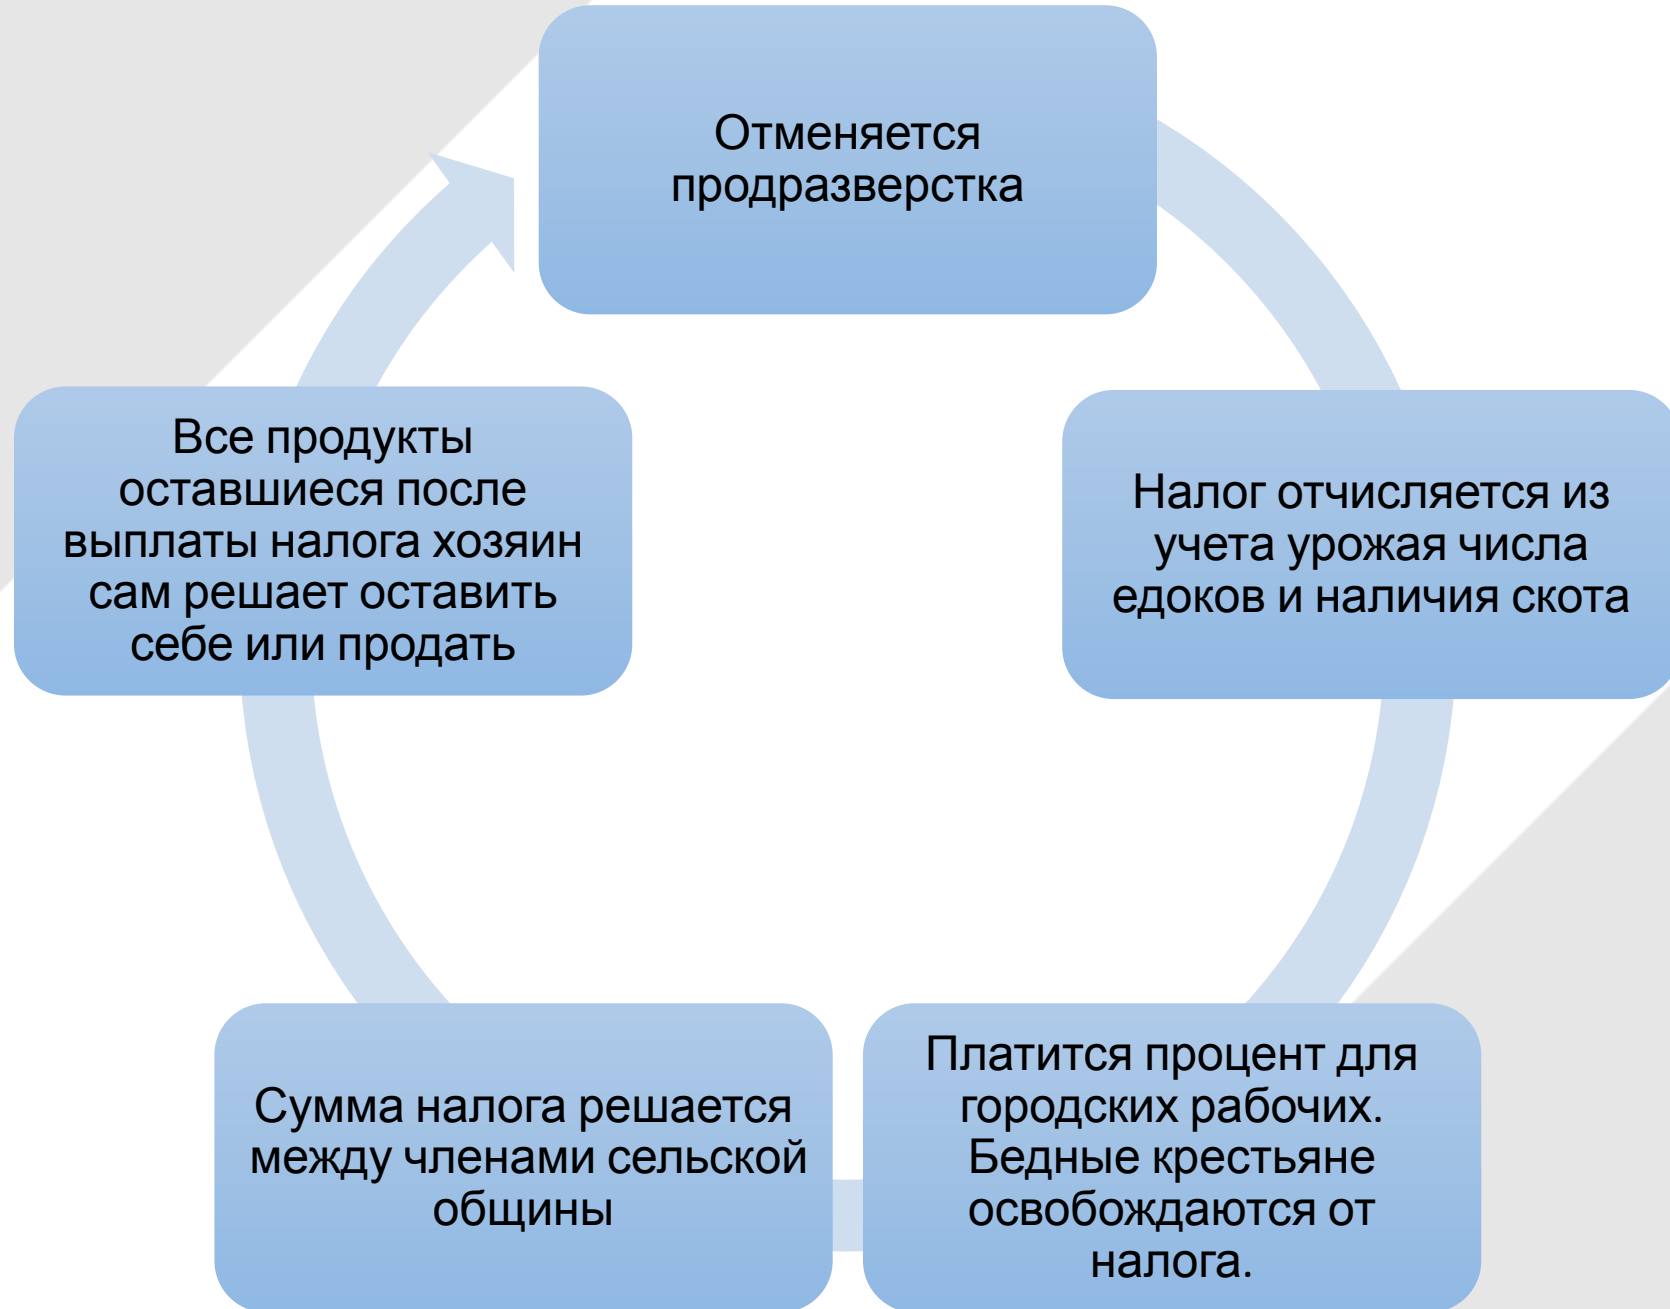 Отменяется
продразверстка
Налог отчисляется из
учета урожая числа
едоков и наличия скота
Платится процент для
городских рабочих.
Бедные крестьяне
освобождаются от
налога.
Сумма налога решается
между членами сельской
общины
Все продукты
оставшиеся после
выплаты налога хозяин
сам решает оставить
себе или продать